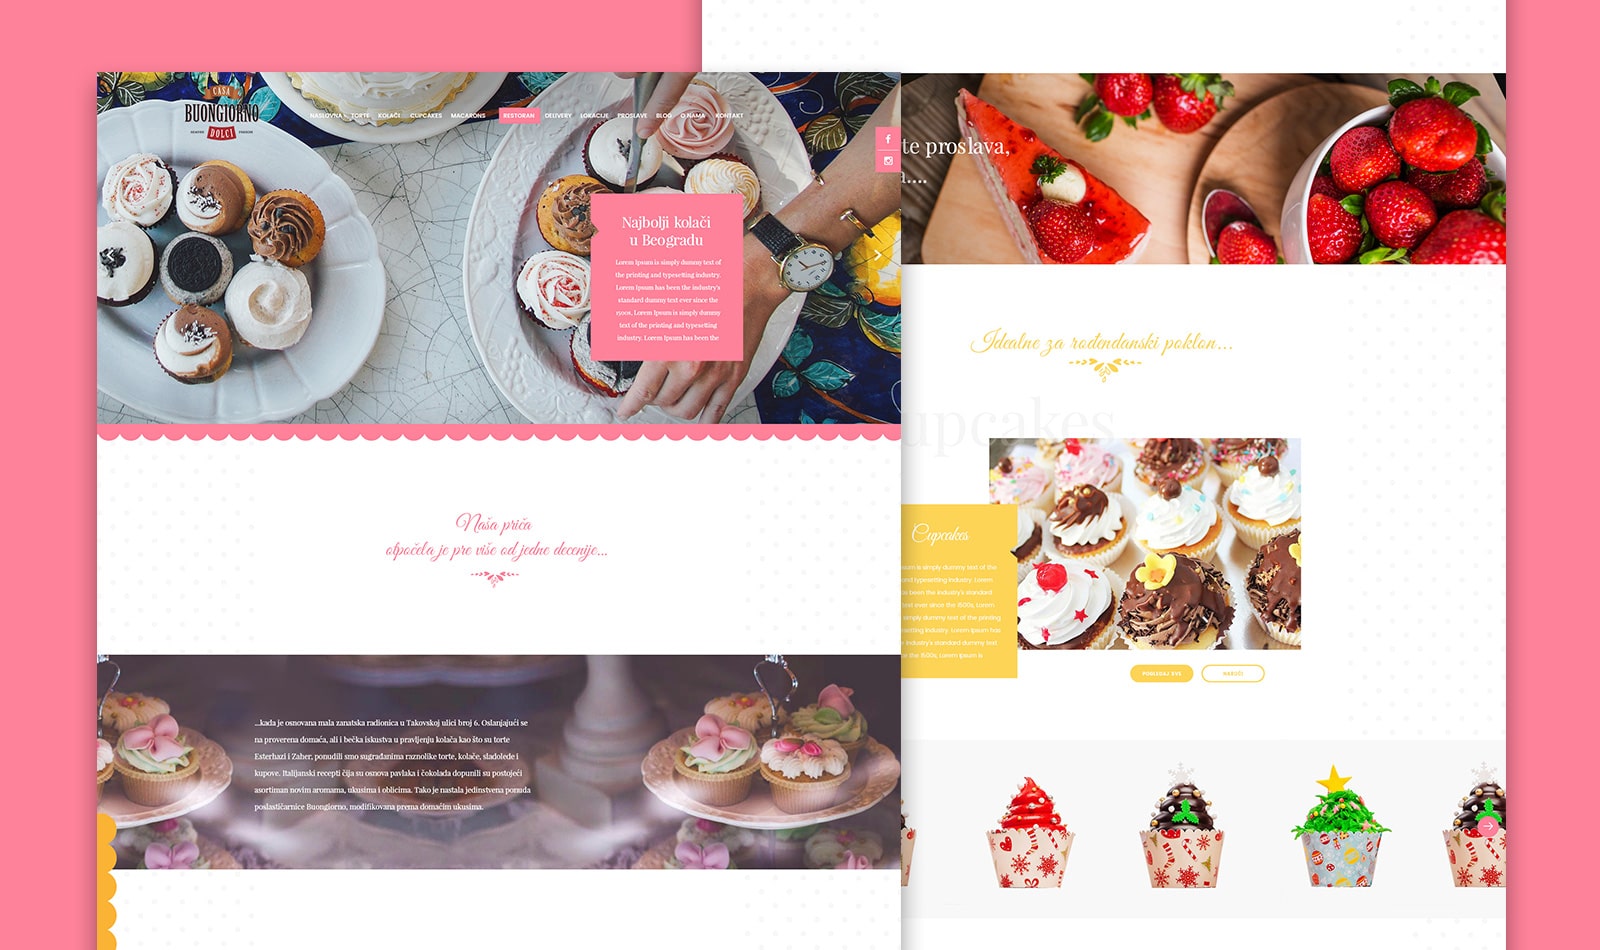 CASA
BUONGIORNO
DOLCI
NASLOVNA TORTE KOLAČI CUPCAKES MACARONS RESTORAN DELIVERY LOKACIJE PROSLAVE BLOG O NAMA KONTAKT
Najbolji kolači
u Beogradu
Lorem Ipsum is simply dummy text of
the printing and typesetting industry.
Lorem Ipsum has been the industry's
standard dummy text ever since the
1500s, Lorem Ipsum is simply dummy
text of the printing and typesetting
industry. Lorem Ipsum has been the
Naša priča
otpočela je pre više od jedne decenije...
...kada je osnovana mala zanatska radionica u Takovskoj ulici broj 6. Oslanjajući se
na proverena domaća, ali i bečka iskustva u pravljenju kolača kao što su torte
Esterhazi i Zaher, ponudili smo sugrađanima raznolike torte, kolače, sladolede i
kupove. Italijanski recepti čija su osnova pavlaka i čokolada dopunili su postojeći
asortiman novim aromama, ukusima i oblicima. Tako je nastala jedinstvena ponuda
poslastičarnice Buongiorno, modifikovana prema domaćim ukusima.
te proslava,
a....
Idealne za rođendanski poklon...
upcakes
Cupcakes
sum is simply dummy text of the
nd typesetting industry. Lorem
s been the industry's standard
text ever since the 1500s, Lorem
simply dummy text of the printing
esetting industry. Lorem Ipsum has
e industry's standard dummy text
e the 1500s, Lorem Ipsum is
POGLEDAJ SVE
NARUČI